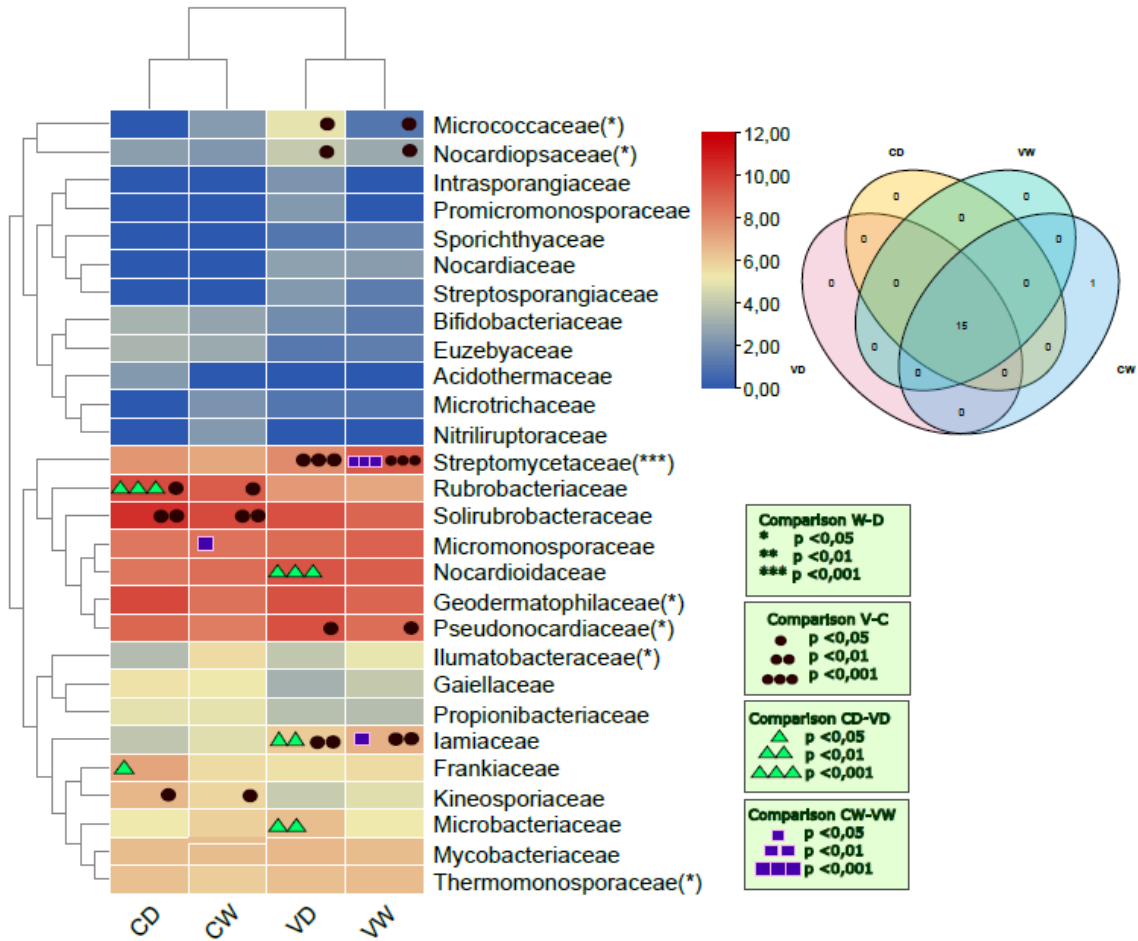 Micrococcaceae(*)
Nocardiopsaceae(*)
Intrasporangiaceae
Promicromonosporaceae
Sporichthyaceae
Nocardiaceae
Streptosporangiaceae
Bifidobacteriaceae
Euzebyaceae
Acidothermaceae
Microtrichaceae
Nitriliruptoraceae
Streptomycetaceae(***)
Rubrobacteriaceae
Solirubrobacteraceae
Micromonosporaceae
Nocardioidaceae
Geodermatophilaceae(*)
Pseudonocardiaceae(*)
Ilumatobacteraceae(*)
Gaiellaceae
Propionibacteriaceae
Iamiaceae
Frankiaceae
Kineosporiaceae
Microbacteriaceae
Mycobacteriaceae
Thermomonosporaceae(*)
CD
CW
VD
VW
12,00
10,00
8,00
6,00
4,00
2,00
0,00
CD
VW
0
0
0
0
0
0
0
0
1
15
0
0
0
0
0
VD
CW
Comparison W-D
* p <0,05
** p <0,01
*** p <0,001
Comparison V-C
p <0,05
p <0,01
p <0,001
Comparison CD-VD
p <0,05
p <0,01
p <0,001
Comparison CW-VW
p <0,05
p <0,01
p <0,001